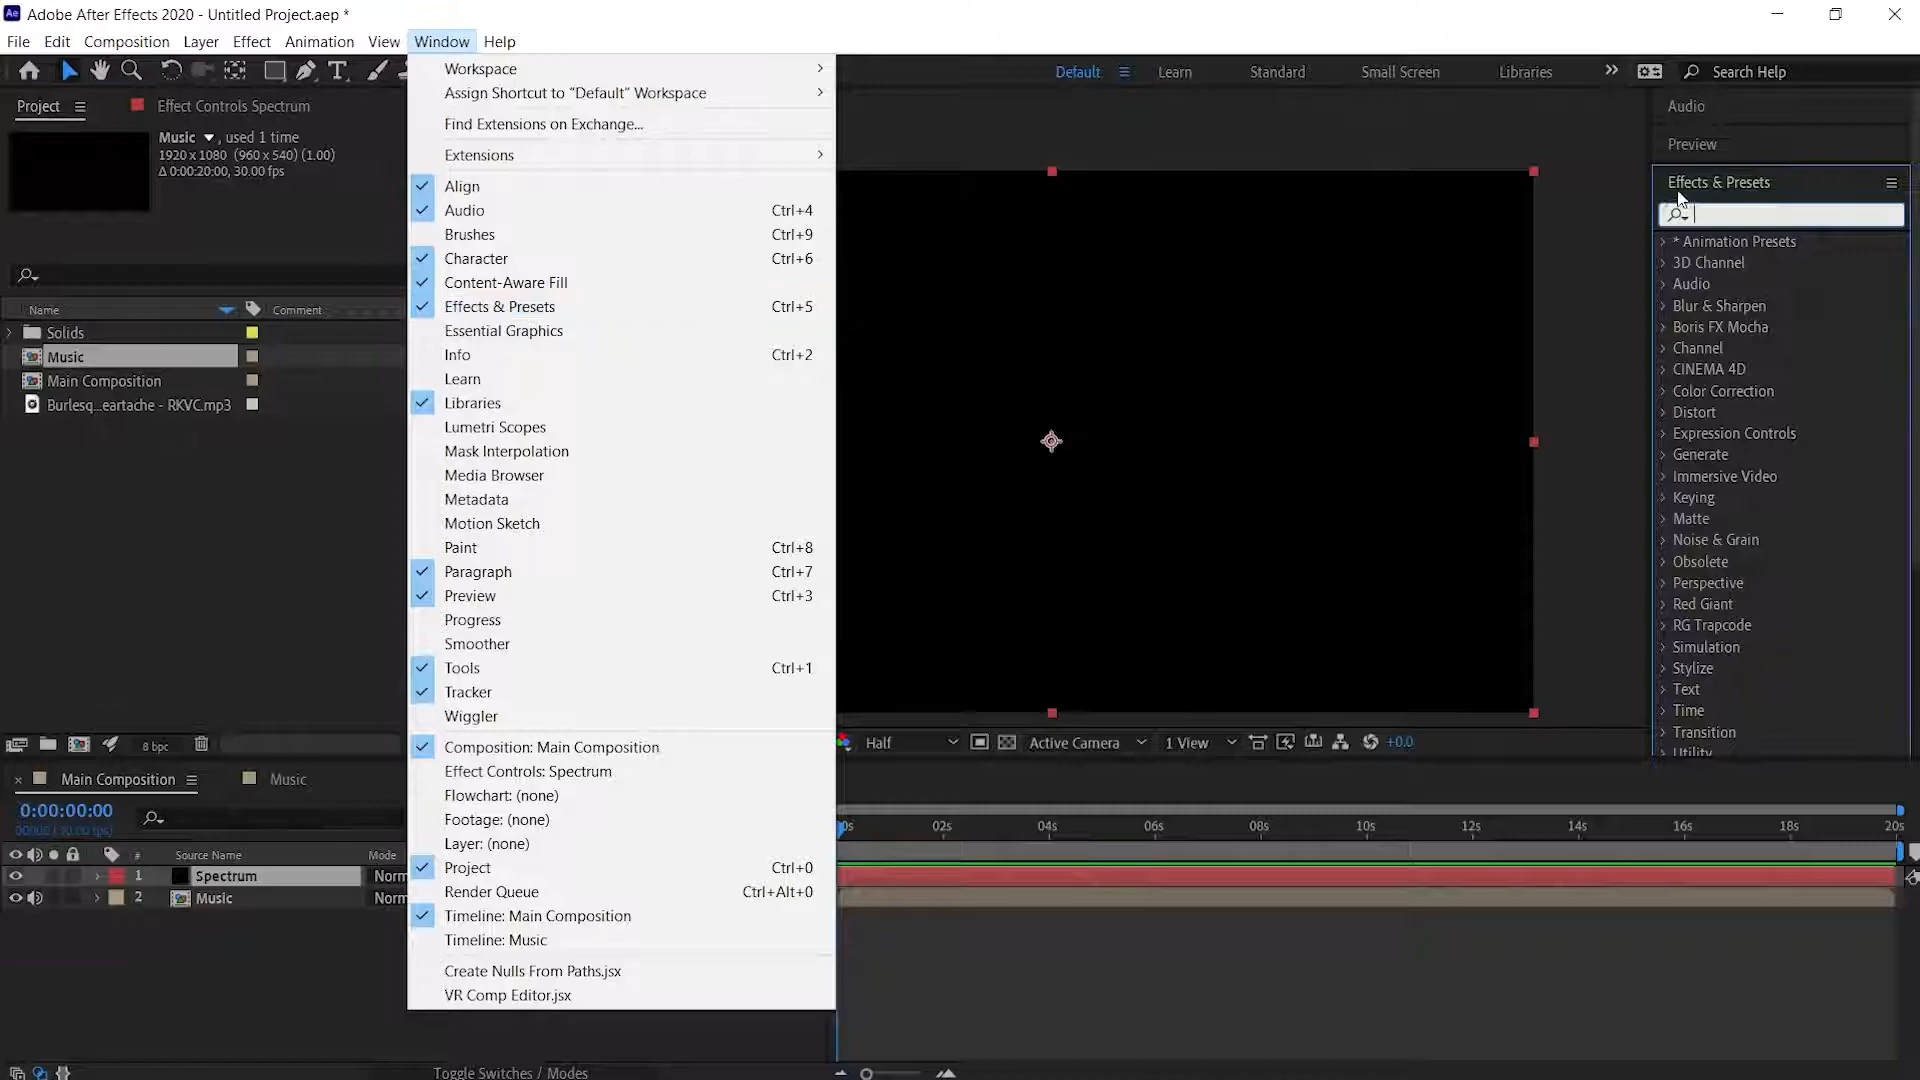 Adobe After Effects 2020 - Untitled Project.aep *
File Edit Composition Layer Effect Animation View Window Help
Default Learn Standard Small Screen Libraries Search Help
Project
Effect Controls Spectrum
Music , used 1 time
1920 x 1080 (960 x 540) (1.00)
Δ 0:00:20:00, 30.00 fps
Name Comment
Solids
Music
Main Composition
Burlesq...eartache - RKVC.mp3
8 bpc
Workspace
Assign Shortcut to “Default” Workspace
Find Extensions on Exchange...
Extensions
Align
Audio Ctrl+4
Brushes Ctrl+9
Character Ctrl+6
Content-Aware Fill
Effects & Presets Ctrl+5
Essential Graphics
Info Ctrl+2
Learn
Libraries
Lumetri Scopes
Mask Interpolation
Media Browser
Metadata
Motion Sketch
Paint Ctrl+8
Paragraph Ctrl+7
Preview Ctrl+3
Progress
Smoother
Tools Ctrl+1
Tracker
Wiggler
Composition: Main Composition
Effect Controls: Spectrum
Flowchart: (none)
Footage: (none)
Layer: (none)
Project Ctrl+0
Render Queue Ctrl+Alt+0
Timeline: Main Composition
Timeline: Music
Create Nulls From Paths.jsx
VR Comp Editor.jsx
Half Active Camera 1 View +0.0
Audio
Preview
Effects & Presets
* Animation Presets
3D Channel
Audio
Blur & Sharpen
Boris FX Mocha
Channel
CINEMA 4D
Color Correction
Distort
Expression Controls
Generate
Immersive Video
Keying
Matte
Noise & Grain
Obsolete
Perspective
Red Giant
RG Trapcode
Simulation
Stylize
Text
Time
Transition
Utility
Main Composition Music
0:00:00:00
02s 04s 06s 08s 10s 12s 14s 16s 18s 20s
# Source Name Mode
1 Spectrum Norm
2 Music Norm
Toggle Switches / Modes